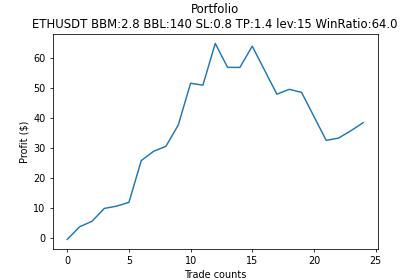 Portfolio
ETHUSDT BBM:2.8 BBL:140 SL:0.8 TP:1.4 lev:15 WinRatio:64.0
60
50
40
30
20
10
0
Profit ($)
0 5 10 15 20 25
Trade counts